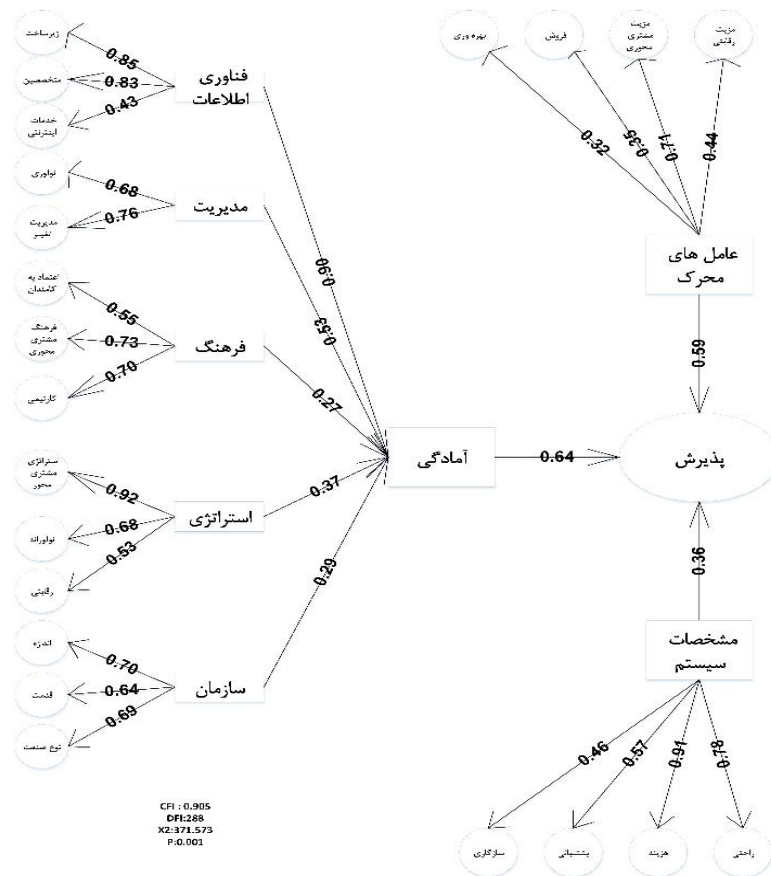 زیرساخت
متخصصین
خدمات
اینترنتی
0.85
0.83
0.43
فناوری
اطلاعات
نوآوری
مدیریت
تغییر
0.68
0.76
مدیریت
اعتماد به
کامندان
فرهنگ
مشتری
محوری
کارتیمی
0.55
0.73
0.70
فرهنگ
ستراتژی
مشتری
محور
نواورانه
رقابتی
0.92
0.68
0.53
استراتژی
اندازه
قدمت
نوع صنعت
0.70
0.64
0.69
سازمان
0.90
0.53
0.27
0.37
0.29
آمادگی
0.64
پذیرش
بهره وری
فروش
مزیت
مشتری
محوری
مزیت
رقابتی
0.32
0.35
0.71
0.44
عامل های
محرک
0.59
0.36
مشخصات
سیستم
0.46
0.57
0.91
0.78
سازگاری
پشتیبانی
هزینه
راحتی
CFI : 0.905
DFI:288
X2:371.573
P:0.001